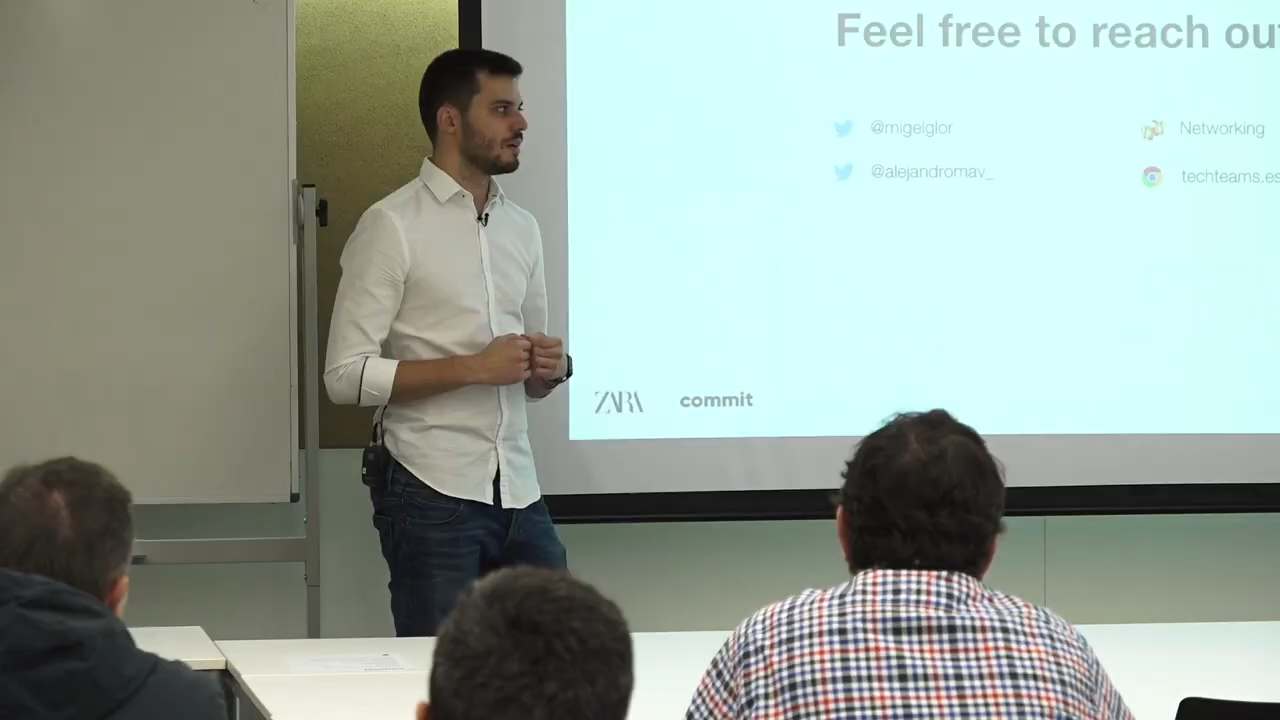 Feel free to reach ou
@migelglor
@alejandromav_
Networking
techteams.es
ZARA
commit